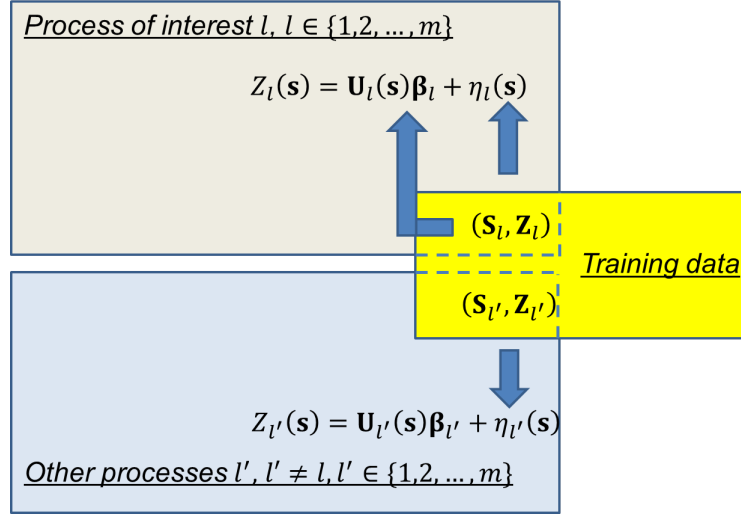 Process of interest l, l ∈ {1,2, … , m}
Z_l(𝐬) = 𝐔_l(𝐬)𝛃_l + η_l(𝐬)
(𝐒_l, 𝐙_l)
Training data
(𝐒_l′, 𝐙_l′)
Z_l′(𝐬) = 𝐔_l′(𝐬)𝛃_l′ + η_l′(𝐬)
Other processes l′, l′ ≠ l, l′ ∈ {1,2, … , m}